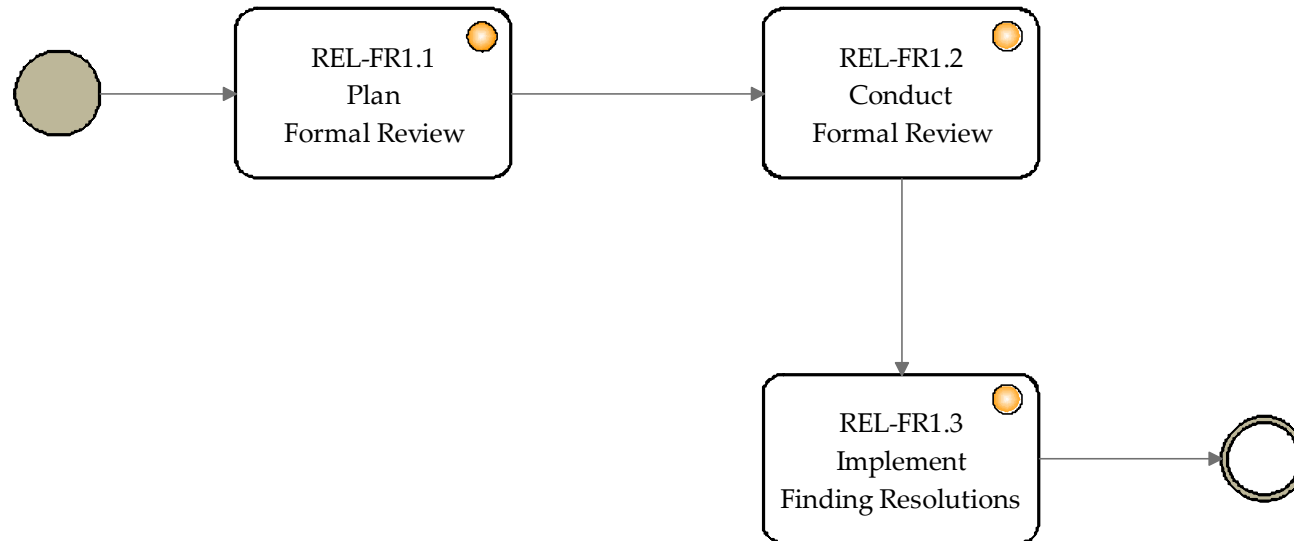 REL-FR1.1
Plan
Formal Review
REL-FR1.2
Conduct
Formal Review
REL-FR1.3
Implement
Finding Resolutions